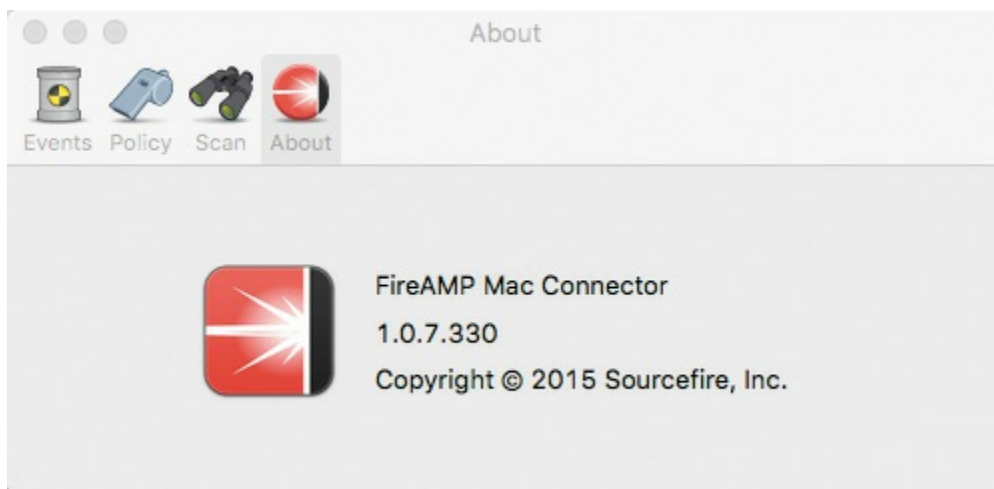 About
Events Policy Scan About
FireAMP Mac Connector
1.0.7.330
Copyright © 2015 Sourcefire, Inc.